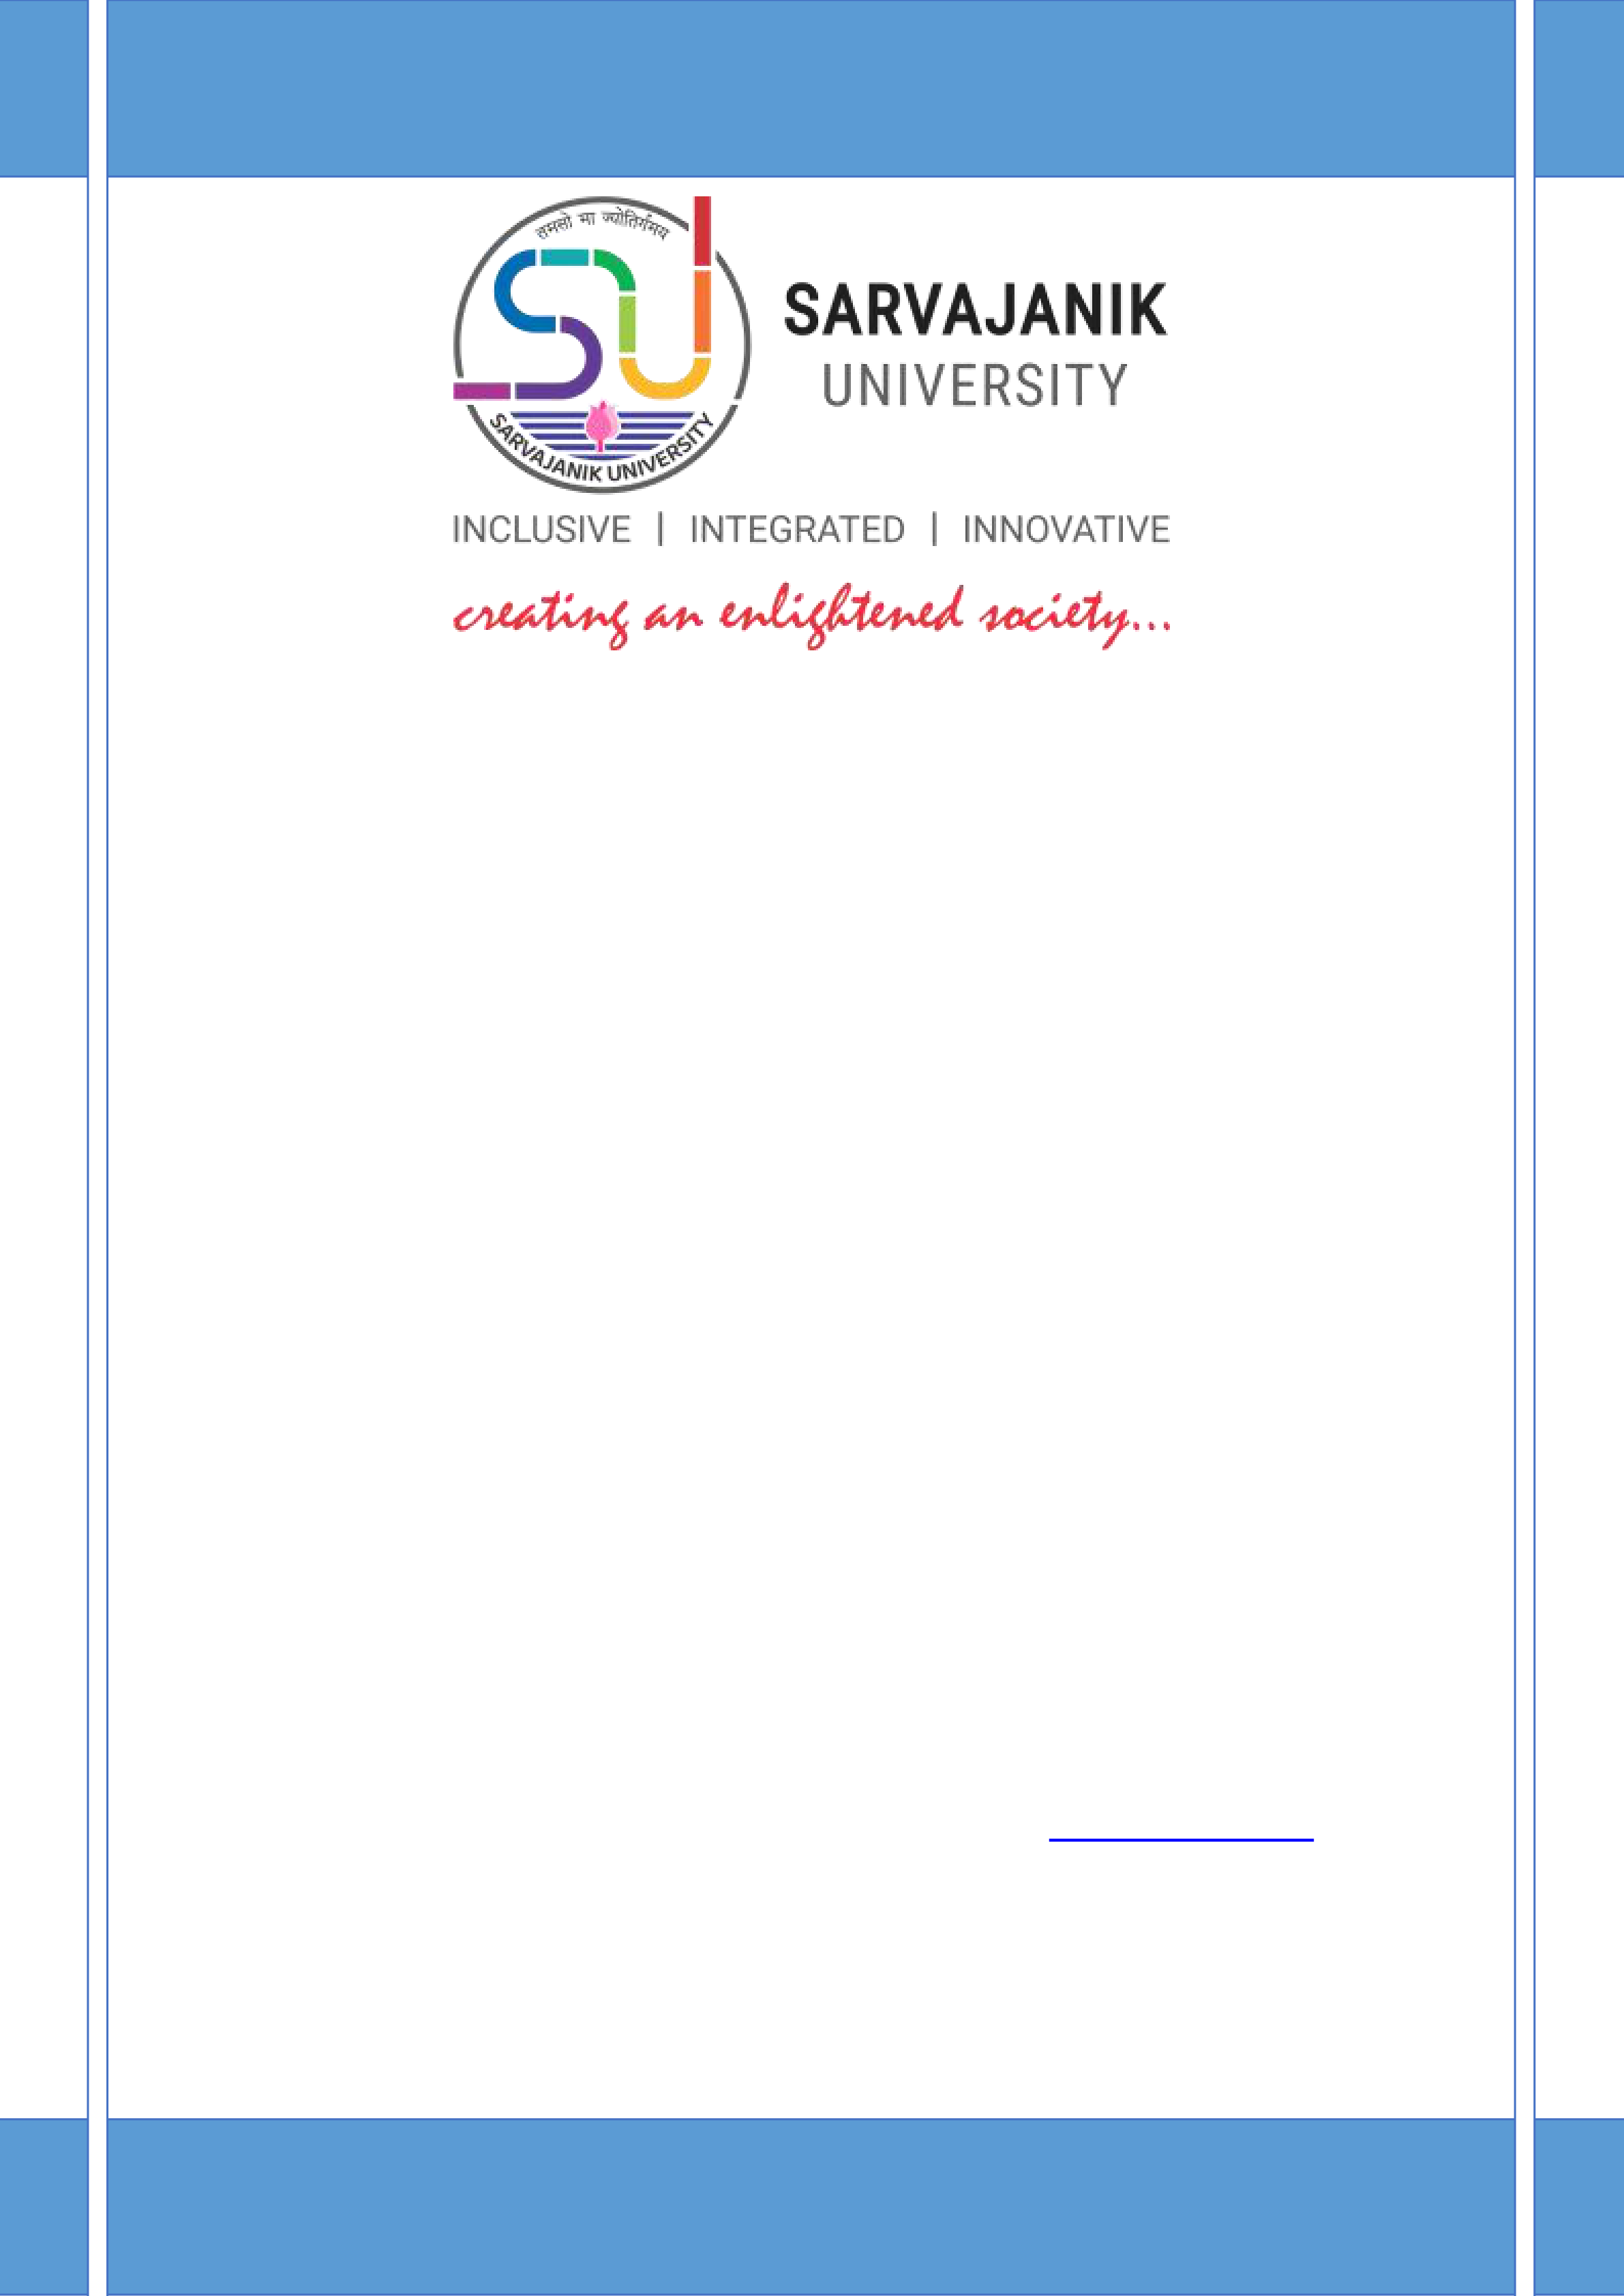 तमसो मा ज्योतिर्गमय
SARVAJANIK UNIVERSITY
SARVAJANIK
UNIVERSITY
INCLUSIVE | INTEGRATED | INNOVATIVE
creating an enlightened society...